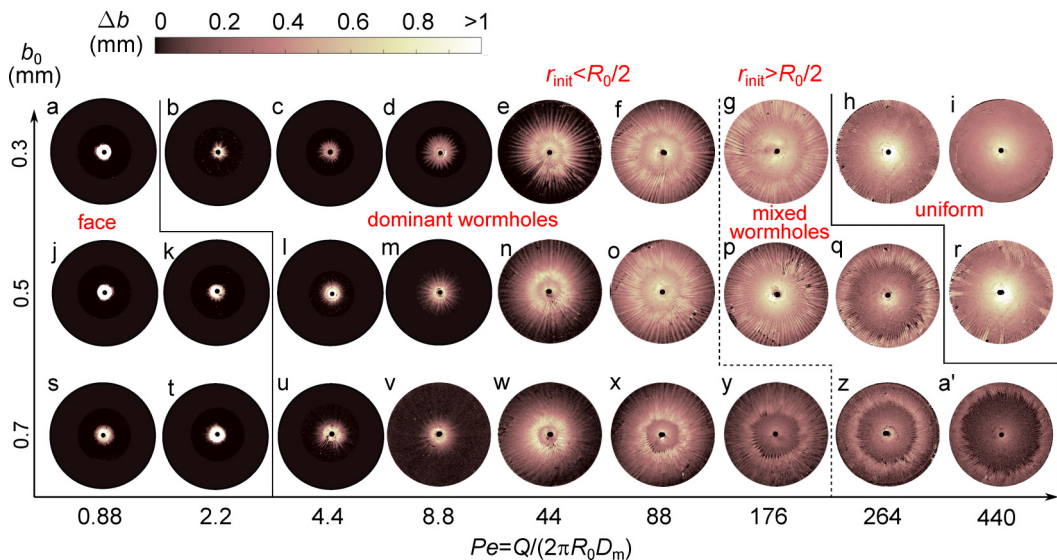 Δb
(mm)
0 0.2 0.4 0.6 0.8 >1
b₀
(mm)
r_init<R₀/2 r_init>R₀/2
a b c d e f g h i
0.3
face dominant wormholes mixed
wormholes uniform
j k l m n o p q r
0.5
s t u v w x y z a'
0.7
0.88 2.2 4.4 8.8 44 88 176 264 440
Pe=Q/(2πR₀Dₘ)